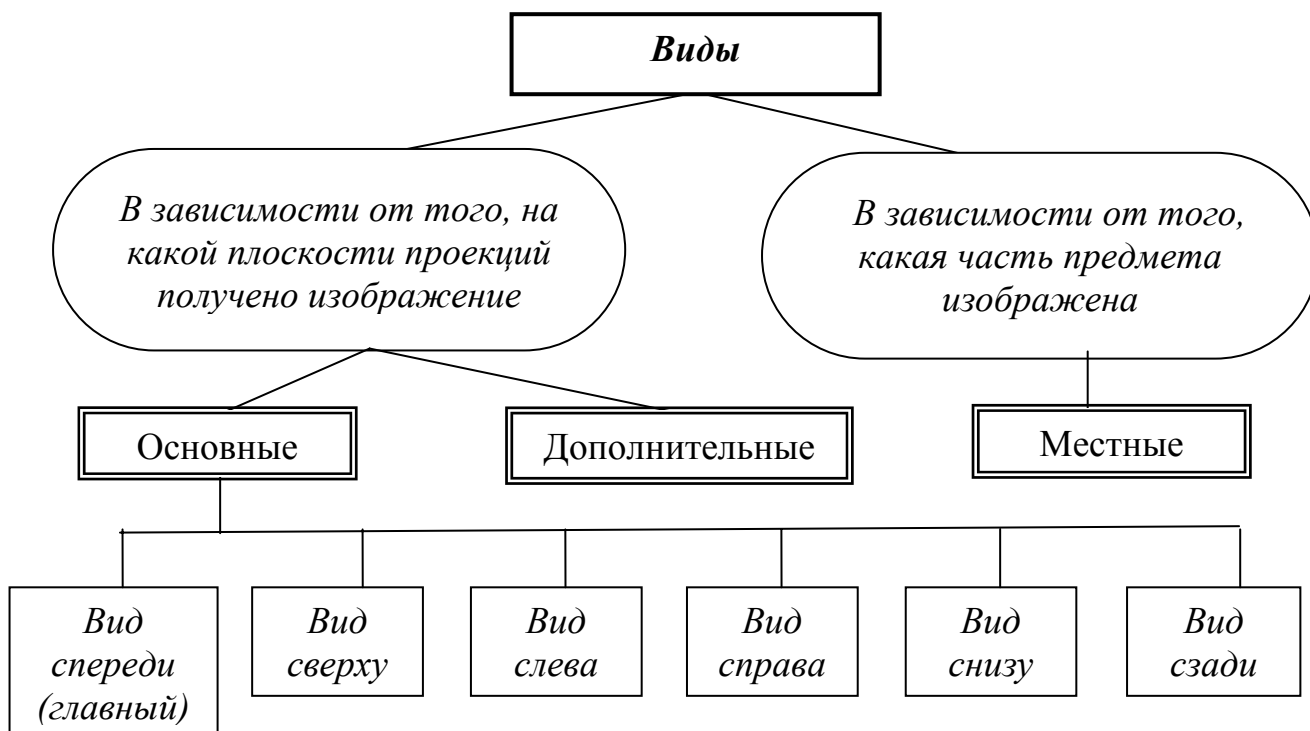 Виды
В зависимости от того, на
какой плоскости проекций
получено изображение
В зависимости от того,
какая часть предмета
изображена
Основные
Дополнительные
Местные
Вид
спереди
(главный)
Вид
сверху
Вид
слева
Вид
справа
Вид
снизу
Вид
сзади